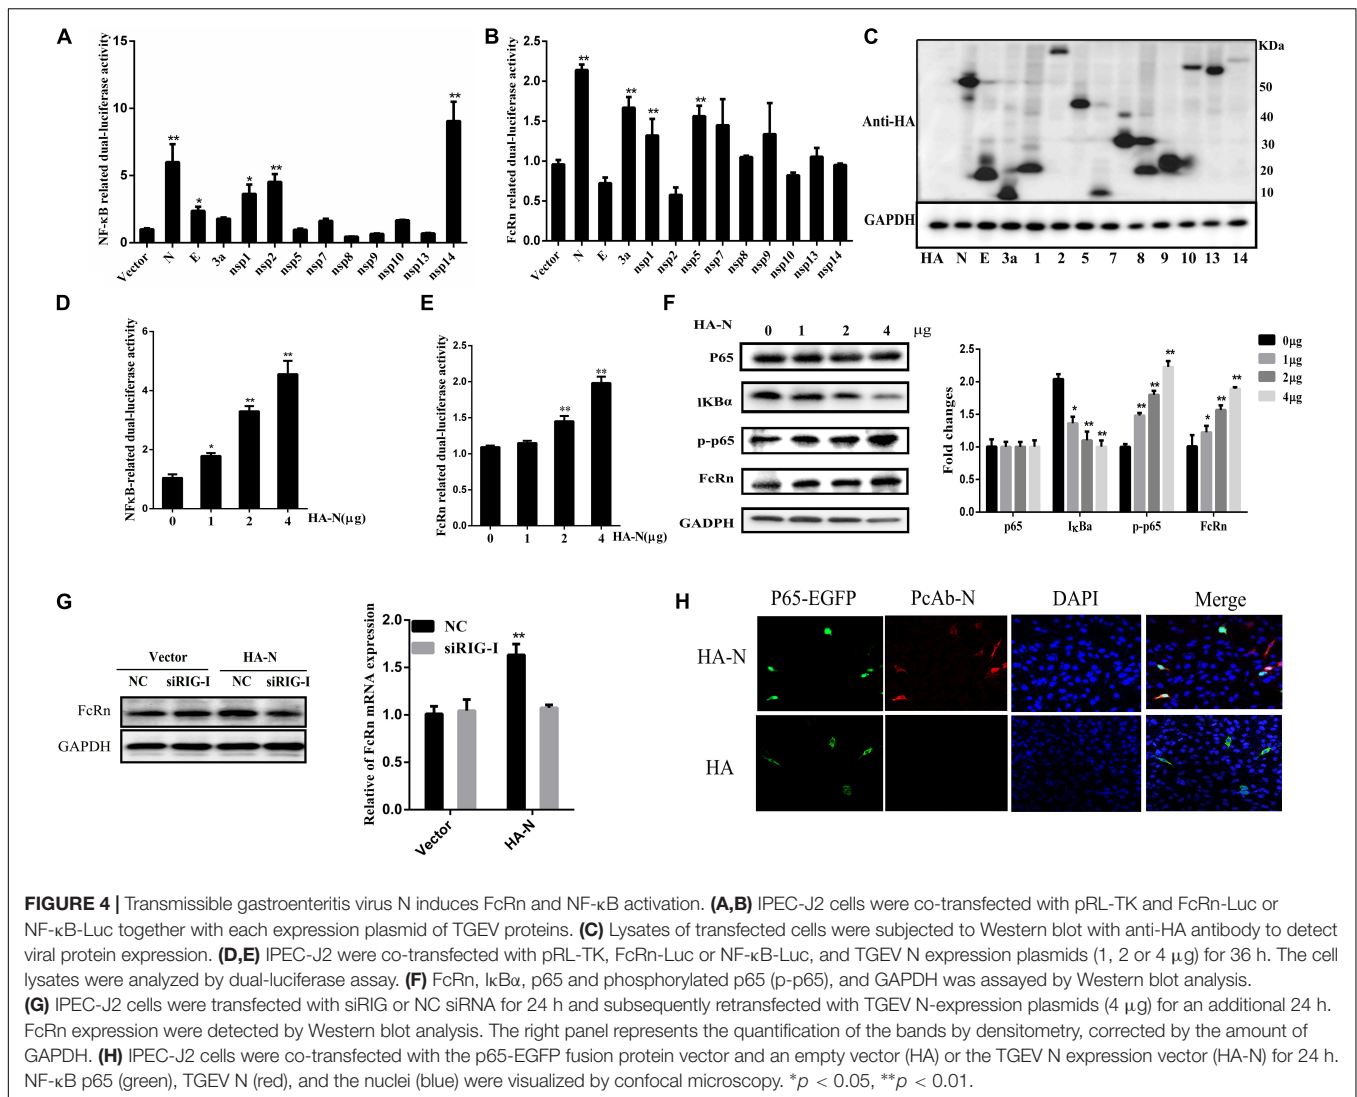 A
NF-κB related dual-luciferase activity
15
10
5
0
Vector N E 3a nsp1 nsp2 nsp5 nsp7 nsp8 nsp9 nsp10 nsp13 nsp14
** * * ** **
B
FcRn related dual-luciferase activity
2.5
2.0
1.5
1.0
0.5
0.0
Vector N E 3a nsp1 nsp2 nsp5 nsp7 nsp8 nsp9 nsp10 nsp13 nsp14
** ** ** **
C
KDa
50
40
30
20
10
Anti-HA
GAPDH
HA N E 3a 1 2 5 7 8 9 10 13 14
D
NFκB-related dual-luciferase activity
6
4
2
0
* ** **
0 1 2 4 HA-N(μg)
E
FcRn related dual-luciferase activity
2.5
2.0
1.5
1.0
0.5
0.0
** **
0 1 2 4 HA-N(μg)
F
HA-N 0 1 2 4 μg
P65
IKBα
p-p65
FcRn
GADPH
Fold changes
2.5
2.0
1.5
1.0
0.5
0.0
* ** ** ** ** ** * ** **
p65 IκBa p-p65 FcRn
0μg
1μg
2μg
4μg
G
Vector HA-N
NC siRIG-I NC siRIG-I
FcRn
GAPDH
Relative of FcRn mRNA expression
2.0
1.5
1.0
0.5
0.0
NC
siRIG-I
**
Vector HA-N
H
P65-EGFP PcAb-N DAPI Merge
HA-N
HA
FIGURE 4 | Transmissible gastroenteritis virus N induces FcRn and NF-κB activation. (A,B) IPEC-J2 cells were co-transfected with pRL-TK and FcRn-Luc or
NF-κB-Luc together with each expression plasmid of TGEV proteins. (C) Lysates of transfected cells were subjected to Western blot with anti-HA antibody to detect
viral protein expression. (D,E) IPEC-J2 were co-transfected with pRL-TK, FcRn-Luc or NF-κB-Luc, and TGEV N expression plasmids (1, 2 or 4 μg) for 36 h. The cell
lysates were analyzed by dual-luciferase assay. (F) FcRn, IκBα, p65 and phosphorylated p65 (p-p65), and GAPDH was assayed by Western blot analysis.
(G) IPEC-J2 cells were transfected with siRIG or NC siRNA for 24 h and subsequently retransfected with TGEV N-expression plasmids (4 μg) for an additional 24 h.
FcRn expression were detected by Western blot analysis. The right panel represents the quantification of the bands by densitometry, corrected by the amount of
GAPDH. (H) IPEC-J2 cells were co-transfected with the p65-EGFP fusion protein vector and an empty vector (HA) or the TGEV N expression vector (HA-N) for 24 h.
NF-κB p65 (green), TGEV N (red), and the nuclei (blue) were visualized by confocal microscopy. *p < 0.05, **p < 0.01.